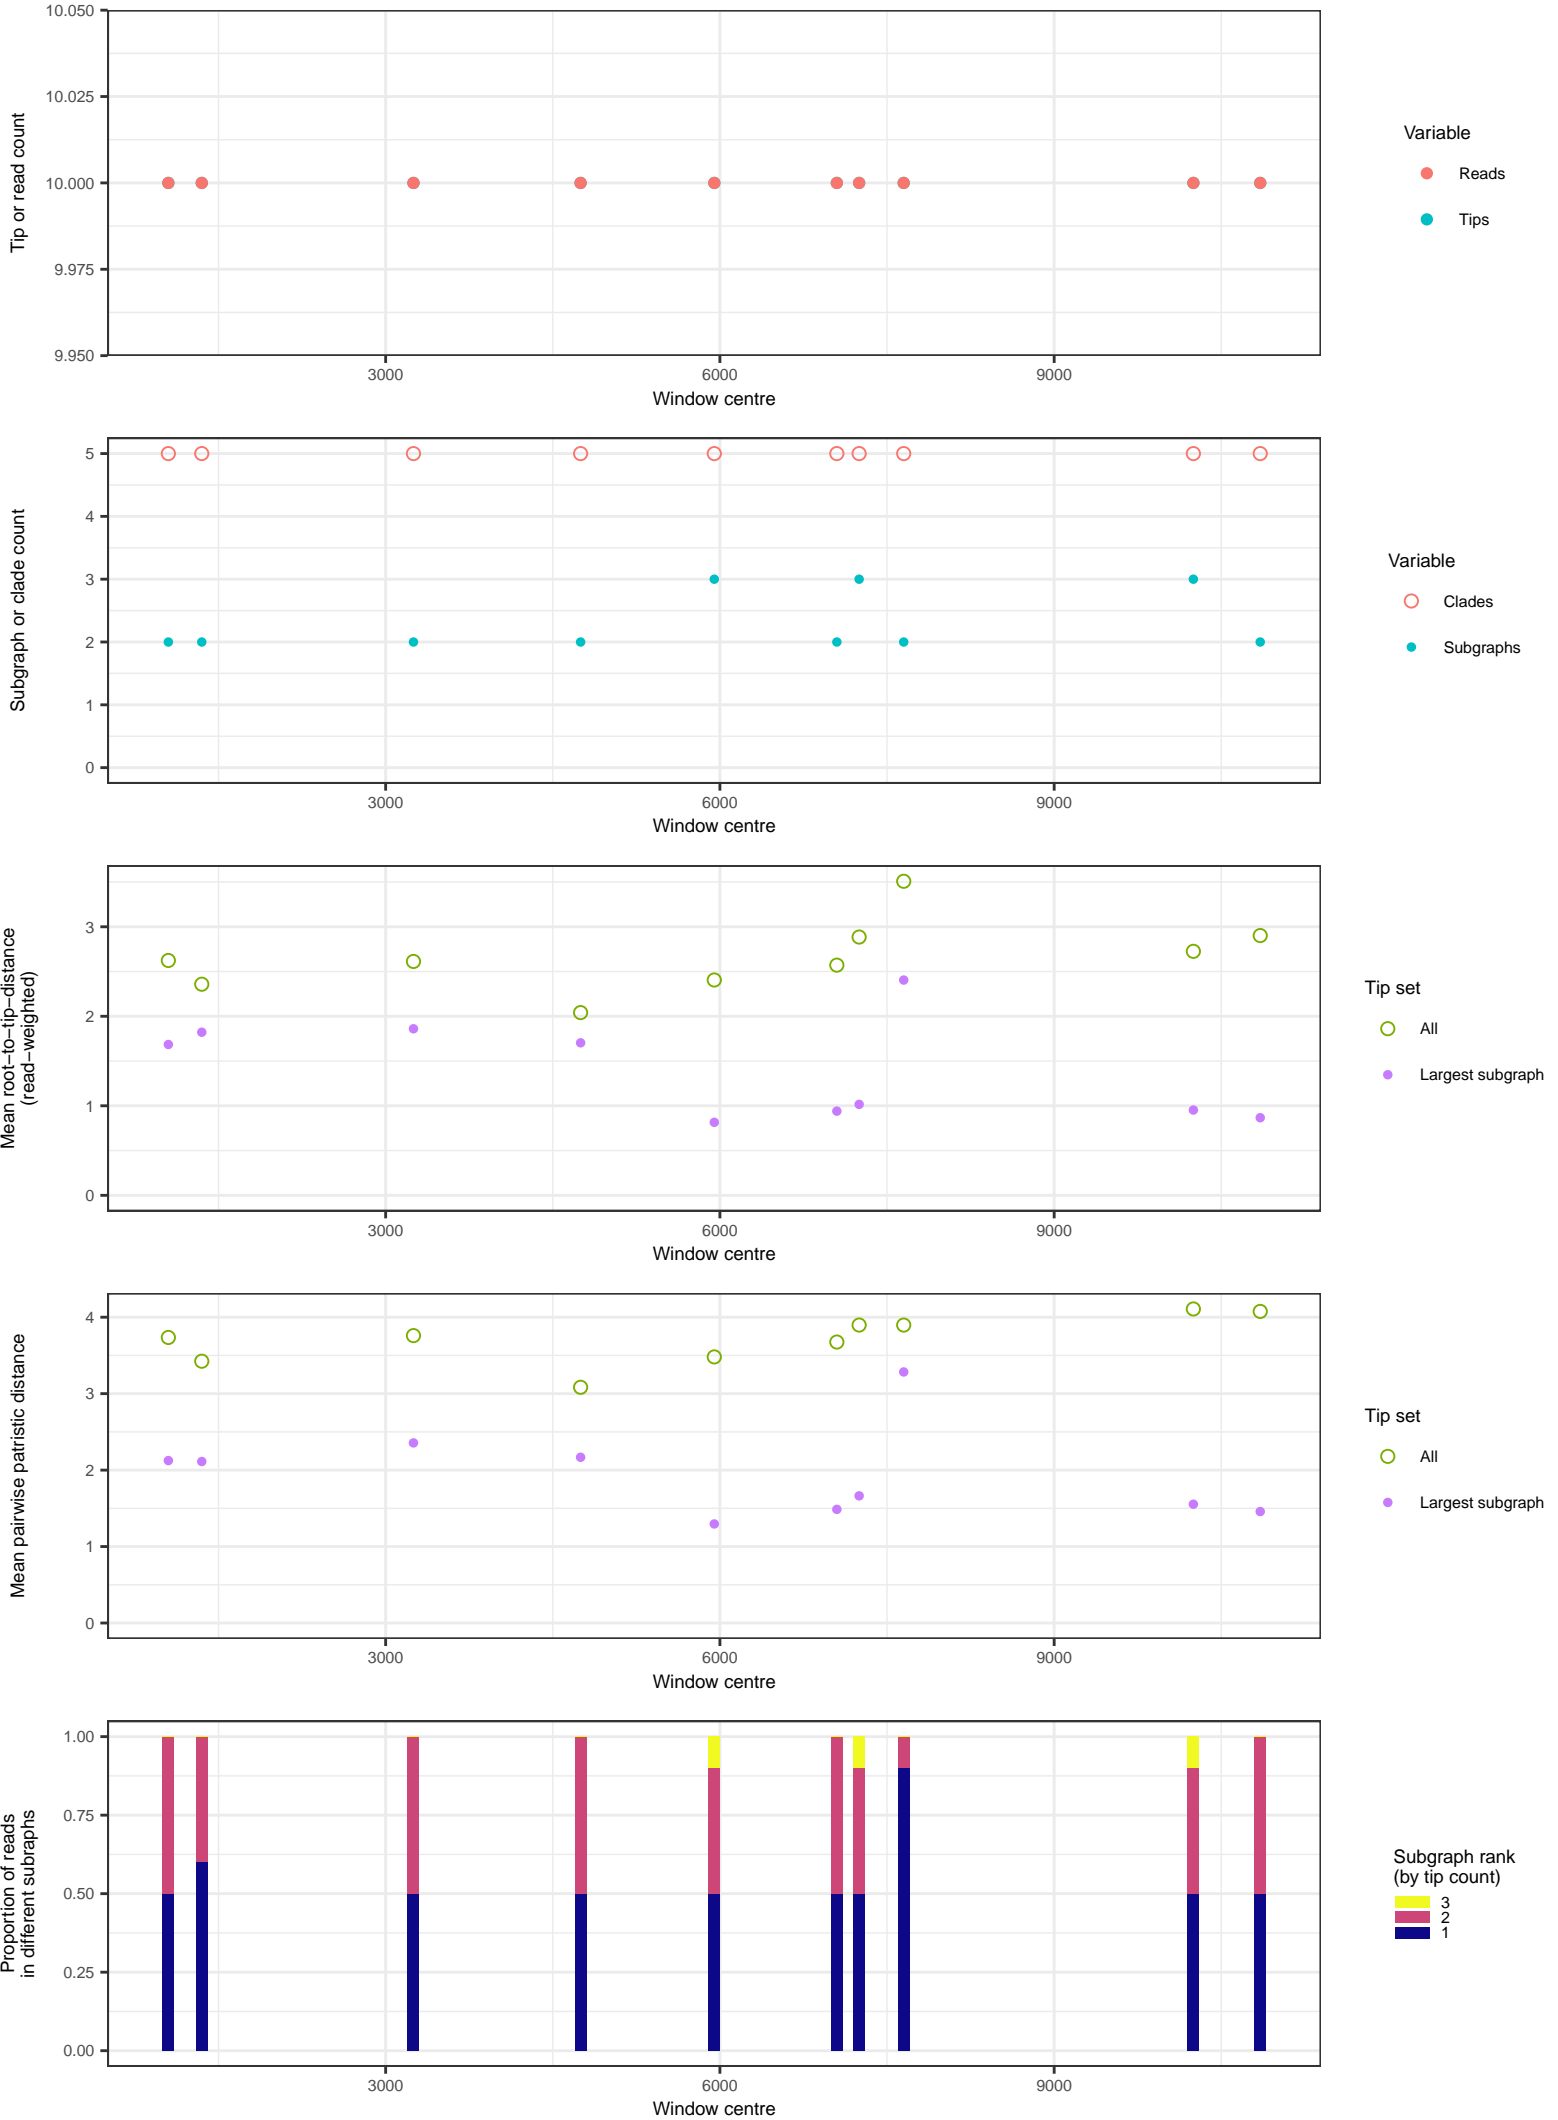 10.050
10.025
10.000
9.975
9.950
Tip or read count
3000
6000
9000
Window centre
Variable
Reads
Tips
5
4
3
2
1
0
Subgraph or clade count
3000
6000
9000
Window centre
Variable
Clades
Subgraphs
3
2
1
0
Mean root−to−tip−distance
(read−weighted)
3000
6000
9000
Window centre
Tip set
All
Largest subgraph
4
3
2
1
0
Mean pairwise patristic distance
3000
6000
9000
Window centre
Tip set
All
Largest subgraph
1.00
0.75
0.50
0.25
0.00
Proportion of reads
in different subraphs
3000
6000
9000
Window centre
Subgraph rank
(by tip count)
3
2
1